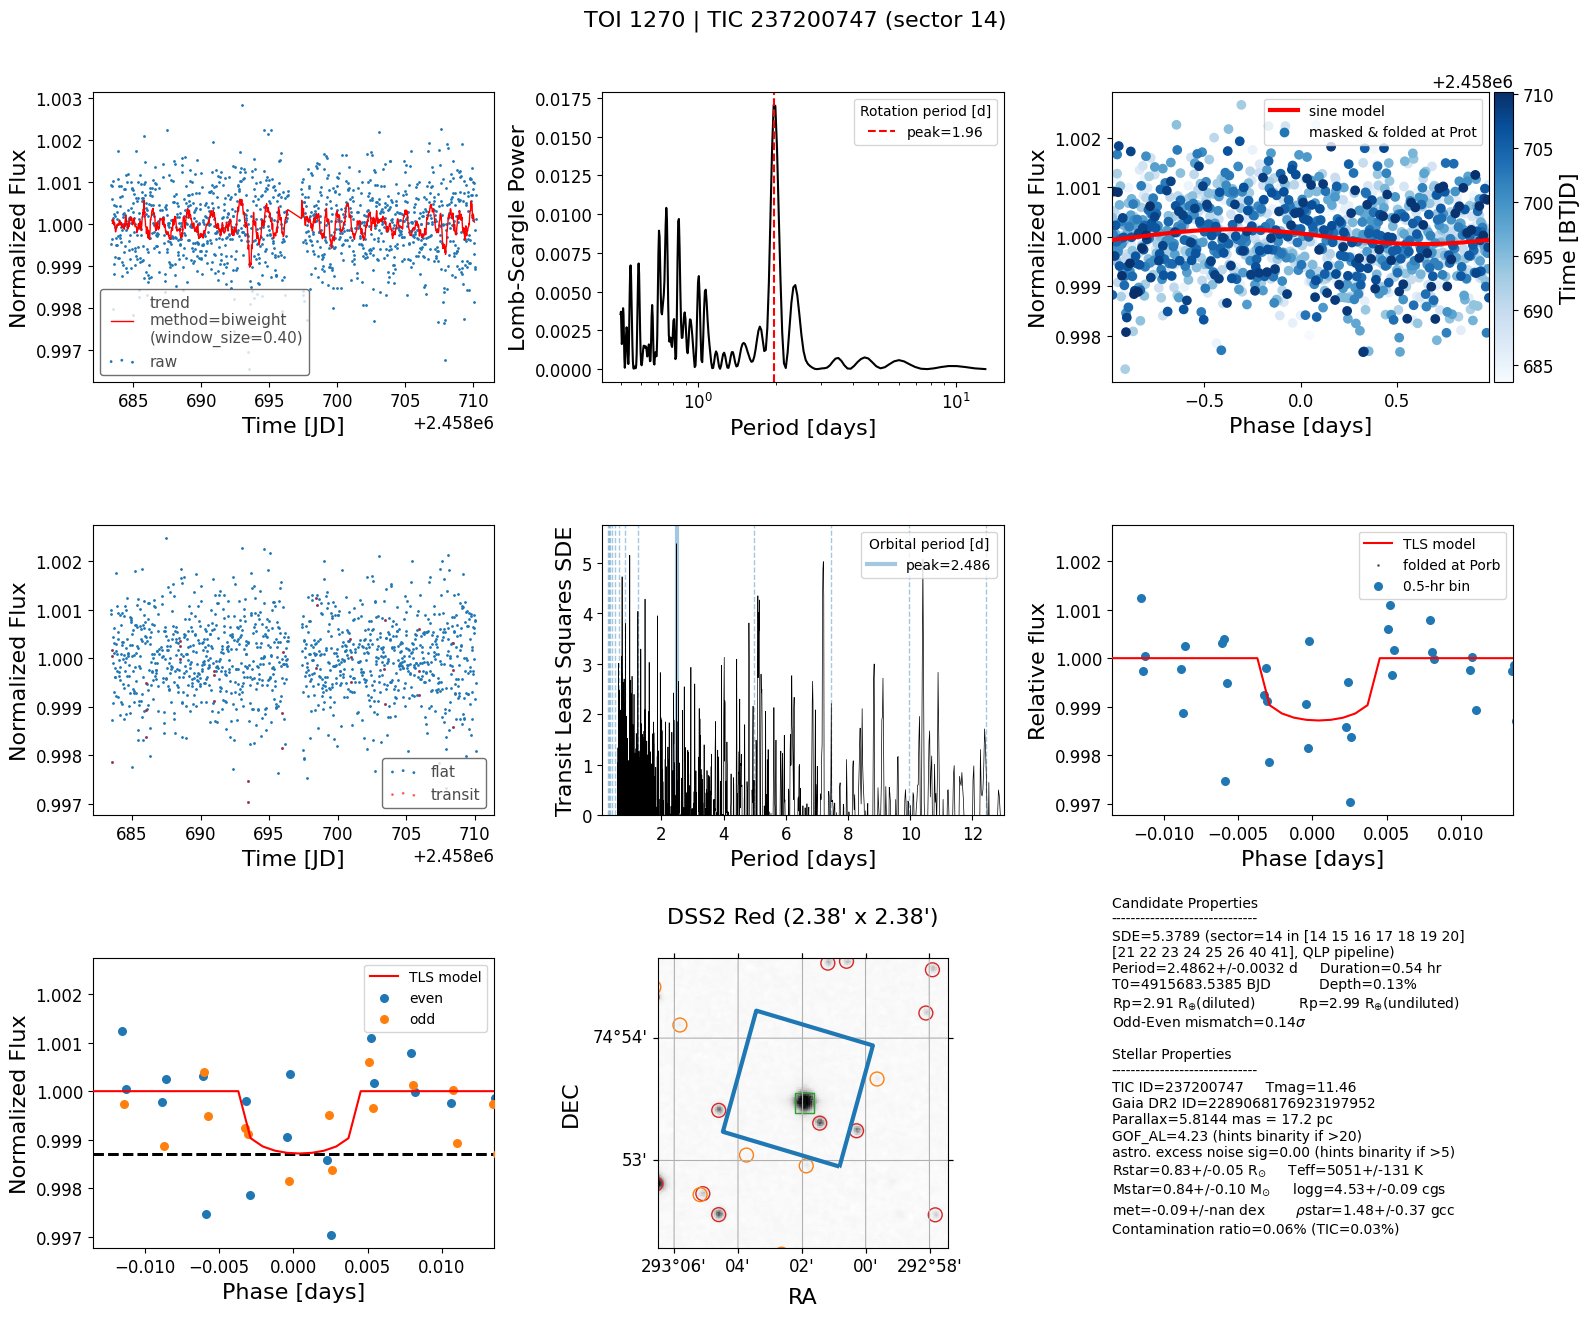 TOI 1270 | TIC 237200747 (sector 14)
Normalized Flux
1.003
1.002
1.001
1.000
0.999
0.998
0.997
trend
method=biweight
(window_size=0.40)
raw
685 690 695 700 705 710
Time [JD]
+2.458e6
Lomb-Scargle Power
0.0175
0.0150
0.0125
0.0100
0.0075
0.0050
0.0025
0.0000
Rotation period [d]
peak=1.96
10^0 10^1
Period [days]
Normalized Flux
1.002
1.001
1.000
0.999
0.998
sine model
masked & folded at Prot
−0.5 0.0 0.5
Phase [days]
+2.458e6
710
705
700
695
690
685
Time [BTJD]
Normalized Flux
1.002
1.001
1.000
0.999
0.998
0.997
flat
transit
685 690 695 700 705 710
Time [JD]
+2.458e6
Transit Least Squares SDE
5
4
3
2
1
0
Orbital period [d]
peak=2.486
2 4 6 8 10 12
Period [days]
Relative flux
1.002
1.001
1.000
0.999
0.998
0.997
TLS model
folded at Porb
0.5-hr bin
−0.010 −0.005 0.000 0.005 0.010
Phase [days]
Normalized Flux
1.002
1.001
1.000
0.999
0.998
0.997
TLS model
even
odd
−0.010 −0.005 0.000 0.005 0.010
Phase [days]
DSS2 Red (2.38' x 2.38')
DEC
74°54'
53'
293°06' 04' 02' 00' 292°58'
RA
Candidate Properties
------------------------------
SDE=5.3789 (sector=14 in [14 15 16 17 18 19 20]
[21 22 23 24 25 26 40 41], QLP pipeline)
Period=2.4862+/-0.0032 d Duration=0.54 hr
T0=4915683.5385 BJD Depth=0.13%
Rp=2.91 R⊕(diluted) Rp=2.99 R⊕(undiluted)
Odd-Even mismatch=0.14σ
Stellar Properties
------------------------------
TIC ID=237200747 Tmag=11.46
Gaia DR2 ID=2289068176923197952
Parallax=5.8144 mas = 17.2 pc
GOF_AL=4.23 (hints binarity if >20)
astro. excess noise sig=0.00 (hints binarity if >5)
Rstar=0.83+/-0.05 R⊙ Teff=5051+/-131 K
Mstar=0.84+/-0.10 M⊙ logg=4.53+/-0.09 cgs
met=-0.09+/-nan dex ρstar=1.48+/-0.37 gcc
Contamination ratio=0.06% (TIC=0.03%)